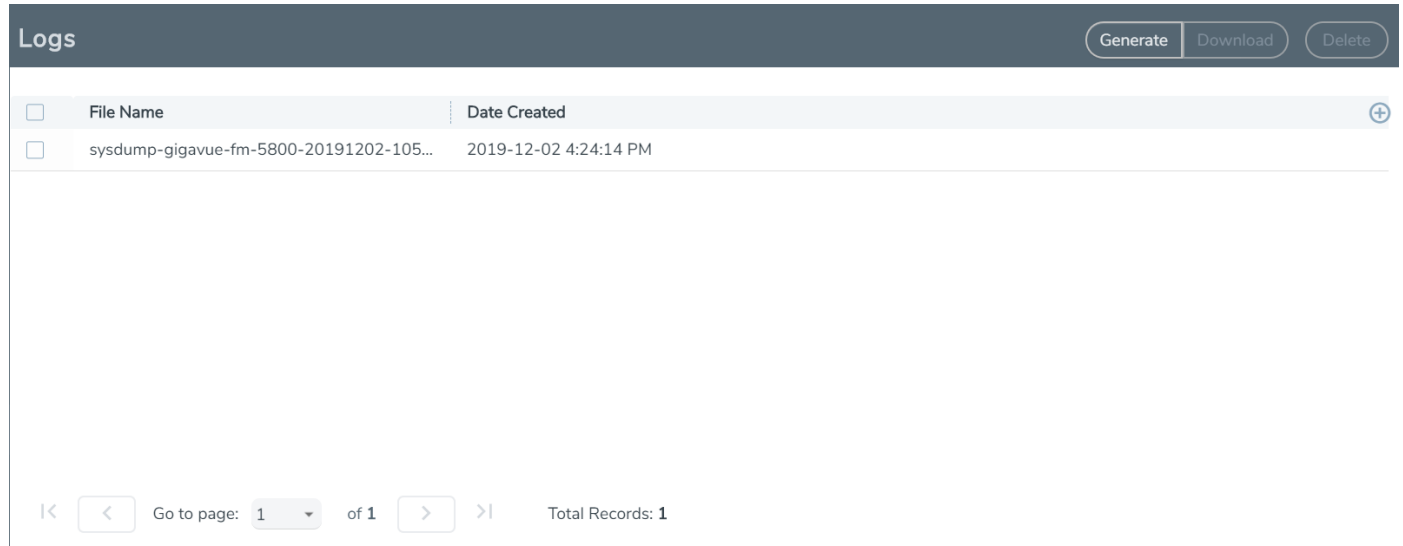 Logs Generate Download Delete
File Name Date Created
sysdump-gigavue-fm-5800-20191202-105... 2019-12-02 4:24:14 PM
Go to page: 1 of 1 Total Records: 1